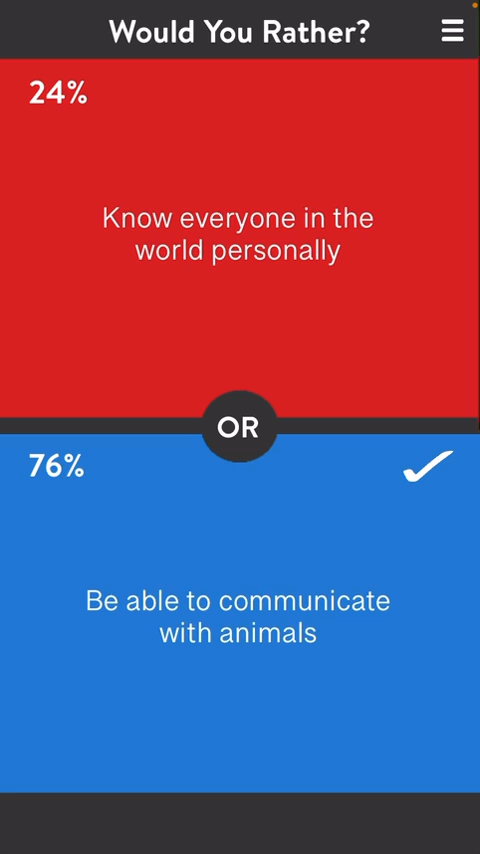 Would You Rather?
24%
Know everyone in the
world personally
OR
76%
Be able to communicate
with animals